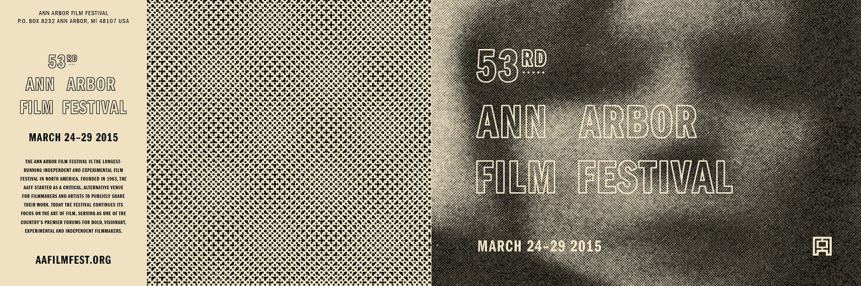 ANN ARBOR FILM FESTIVAL
P.O. BOX 8232 ANN ARBOR, MI 48107 USA
53RD
ANN ARBOR
FILM FESTIVAL
MARCH 24–29 2015
THE ANN ARBOR FILM FESTIVAL IS THE LONGEST-
RUNNING INDEPENDENT AND EXPERIMENTAL FILM
FESTIVAL IN NORTH AMERICA. FOUNDED IN 1963, THE
AAFF STARTED AS A CRITICAL, ALTERNATIVE VENUE
FOR FILMMAKERS AND ARTISTS TO PUBLICLY SHARE
THEIR WORK. TODAY THE FESTIVAL CONTINUES ITS
FOCUS ON THE ART OF FILM, SERVING AS ONE OF THE
COUNTRY'S PREMIER FORUMS FOR BOLD, VISIONARY,
EXPERIMENTAL AND INDEPENDENT FILMMAKERS.
AAFILMFEST.ORG
53RD
ANN ARBOR
FILM FESTIVAL
MARCH 24–29 2015